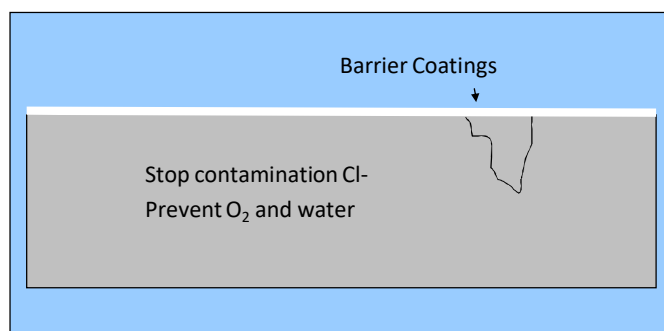 Barrier Coatings
Stop contamination Cl-
Prevent O₂ and water